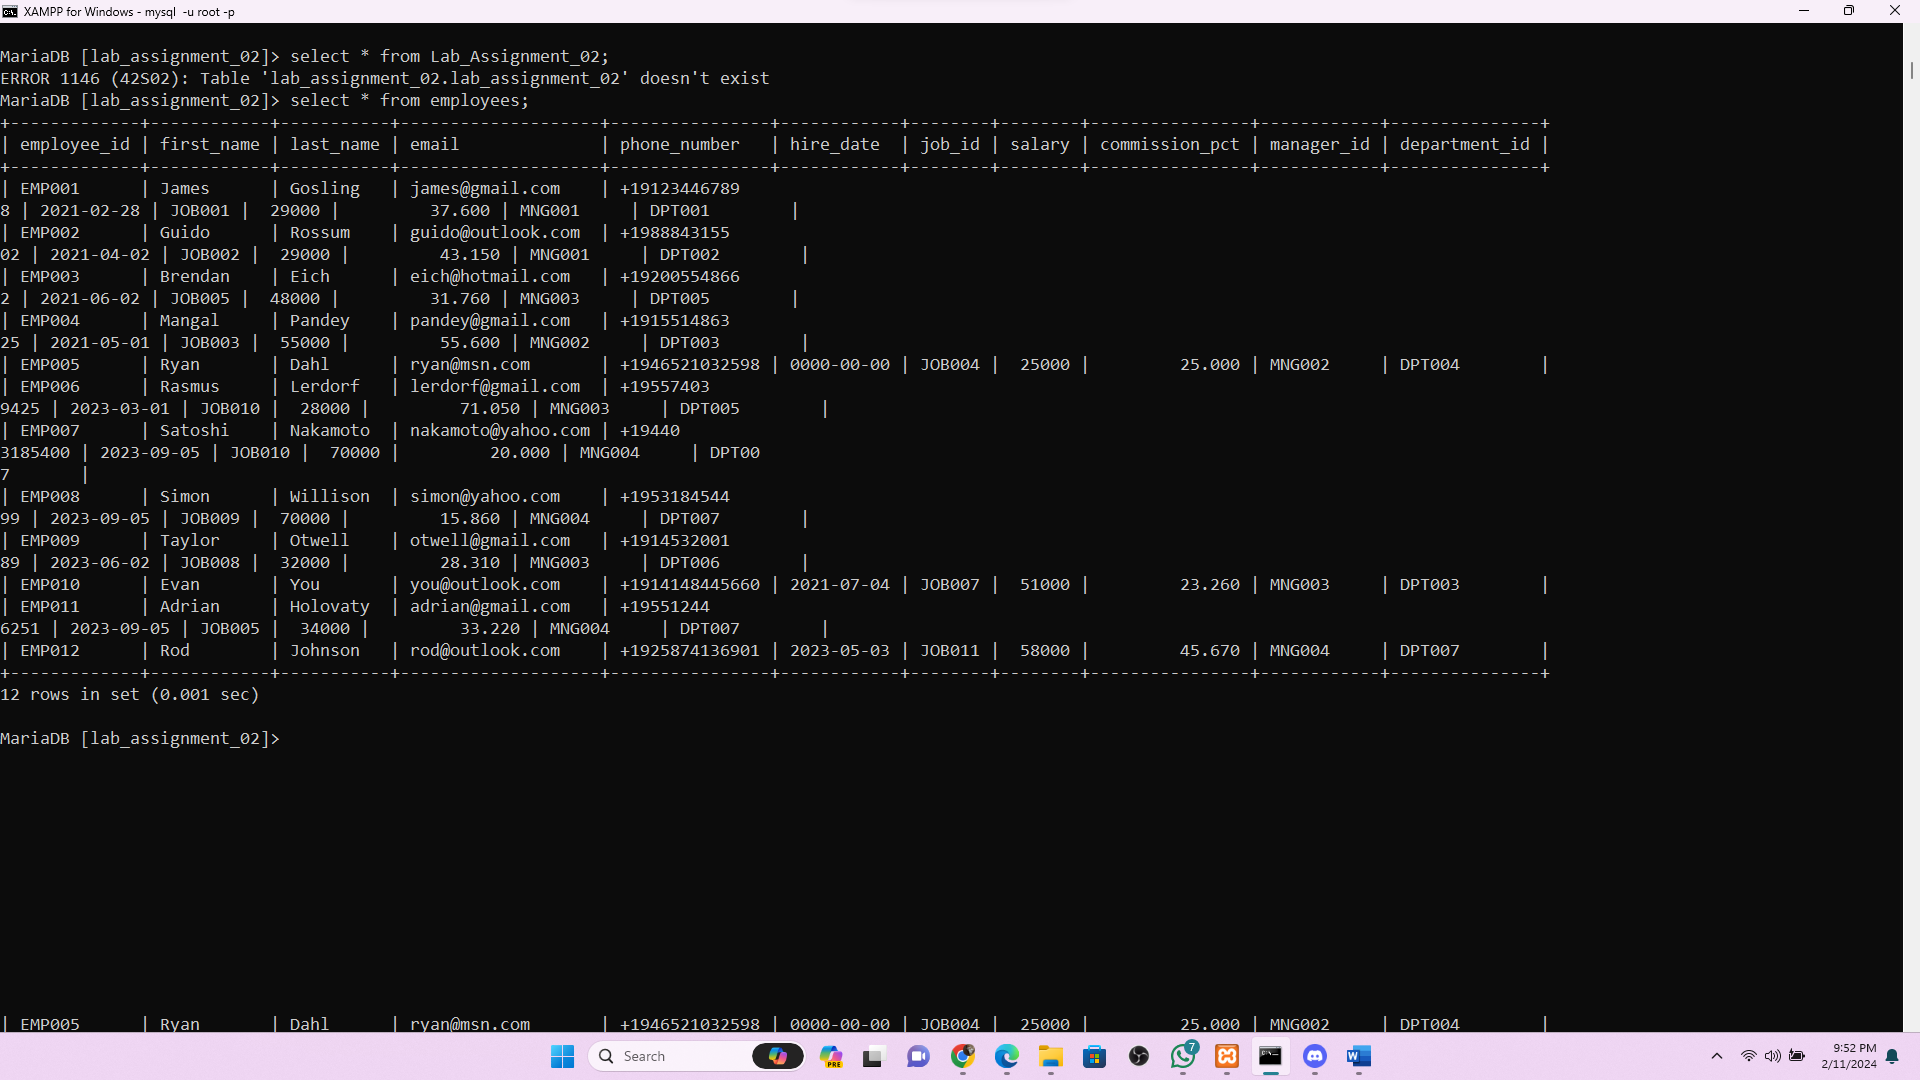 XAMPP for Windows - mysql  -u root -p
MariaDB [lab_assignment_02]> select * from Lab_Assignment_02;
ERROR 1146 (42S02): Table 'lab_assignment_02.lab_assignment_02' doesn't exist
MariaDB [lab_assignment_02]> select * from employees;
+-------------+------------+-----------+--------------------+----------------+------------+--------+--------+----------------+------------+---------------+
| employee_id | first_name | last_name | email              | phone_number   | hire_date  | job_id | salary | commission_pct | manager_id | department_id |
+-------------+------------+-----------+--------------------+----------------+------------+--------+--------+----------------+------------+---------------+
| EMP001      | James      | Gosling   | james@gmail.com    | +19123446789
8 | 2021-02-28 | JOB001 |  29000 |         37.600 | MNG001     | DPT001        |
| EMP002      | Guido      | Rossum    | guido@outlook.com  | +1988843155
02 | 2021-04-02 | JOB002 |  29000 |         43.150 | MNG001     | DPT002        |
| EMP003      | Brendan    | Eich      | eich@hotmail.com   | +19200554866
2 | 2021-06-02 | JOB005 |  48000 |         31.760 | MNG003     | DPT005        |
| EMP004      | Mangal     | Pandey    | pandey@gmail.com   | +1915514863
25 | 2021-05-01 | JOB003 |  55000 |         55.600 | MNG002     | DPT003        |
| EMP005      | Ryan       | Dahl      | ryan@msn.com       | +1946521032598 | 0000-00-00 | JOB004 |  25000 |         25.000 | MNG002     | DPT004        |
| EMP006      | Rasmus     | Lerdorf   | lerdorf@gmail.com  | +19557403
9425 | 2023-03-01 | JOB010 |  28000 |         71.050 | MNG003     | DPT005        |
| EMP007      | Satoshi    | Nakamoto  | nakamoto@yahoo.com | +19440
3185400 | 2023-09-05 | JOB010 |  70000 |         20.000 | MNG004     | DPT00
7        |
| EMP008      | Simon      | Willison  | simon@yahoo.com    | +1953184544
99 | 2023-09-05 | JOB009 |  70000 |         15.860 | MNG004     | DPT007        |
| EMP009      | Taylor     | Otwell    | otwell@gmail.com   | +1914532001
89 | 2023-06-02 | JOB008 |  32000 |         28.310 | MNG003     | DPT006        |
| EMP010      | Evan       | You       | you@outlook.com    | +1914148445660 | 2021-07-04 | JOB007 |  51000 |         23.260 | MNG003     | DPT003        |
| EMP011      | Adrian     | Holovaty  | adrian@gmail.com   | +19551244
6251 | 2023-09-05 | JOB005 |  34000 |         33.220 | MNG004     | DPT007        |
| EMP012      | Rod        | Johnson   | rod@outlook.com    | +1925874136901 | 2023-05-03 | JOB011 |  58000 |         45.670 | MNG004     | DPT007        |
+-------------+------------+-----------+--------------------+----------------+------------+--------+--------+----------------+------------+---------------+
12 rows in set (0.001 sec)
MariaDB [lab_assignment_02]>
| EMP005      | Ryan       | Dahl      | ryan@msn.com       | +1946521032598 | 0000-00-00 | JOB004 |  25000 |         25.000 | MNG002     | DPT004        |
Search
PRE
7
9:52 PM
2/11/2024